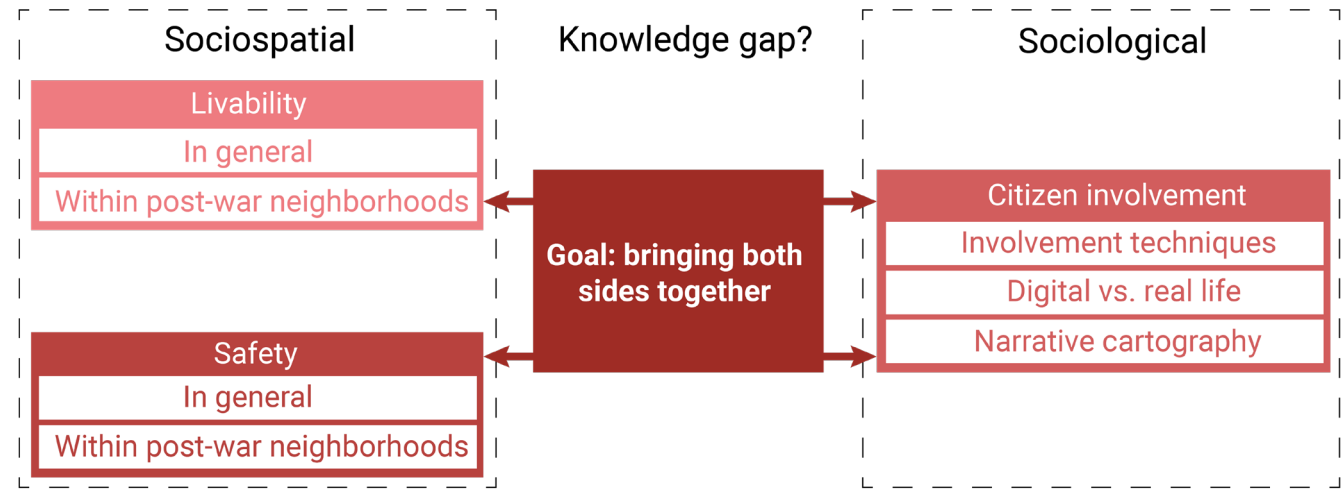 Sociospatial
Livability
In general
Within post-war neighborhoods
Safety
In general
Within post-war neighborhoods
Knowledge gap?
Goal: bringing both
sides together
Sociological
Citizen involvement
Involvement techniques
Digital vs. real life
Narrative cartography